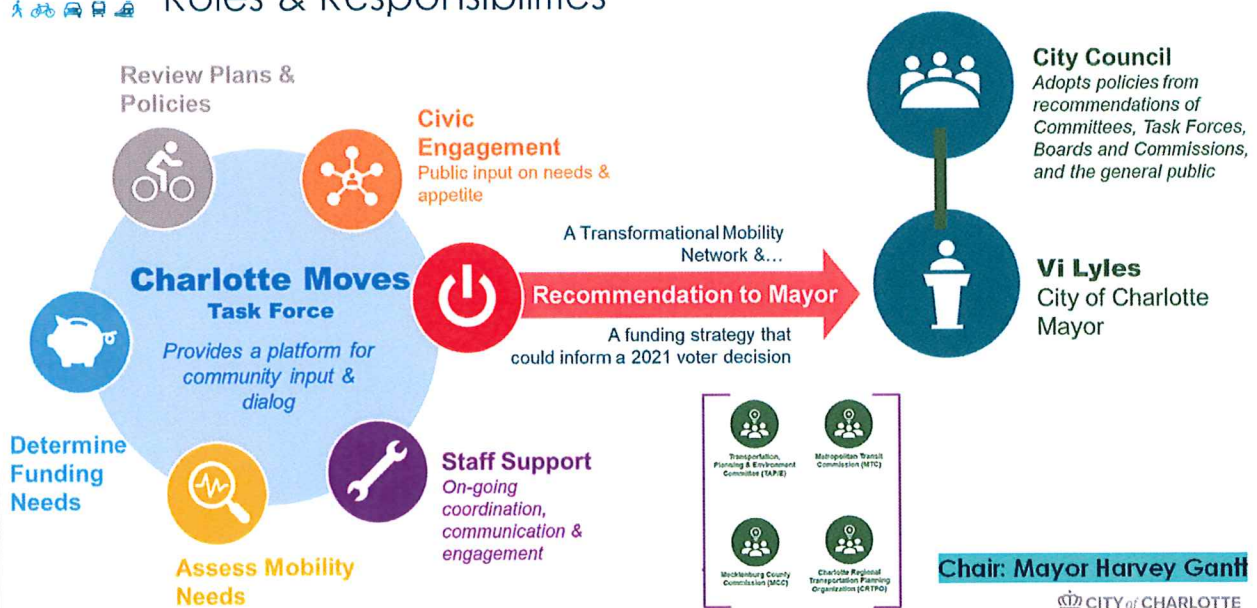 Roles & Responsibilities
Review Plans &
Policies
Civic
Engagement
Public input on needs &
appetite
Charlotte Moves
Task Force
Provides a platform for
community input &
dialog
Determine
Funding
Needs
Assess Mobility
Needs
Staff Support
On-going
coordination,
communication &
engagement
A Transformational Mobility
Network &...
Recommendation to Mayor
A funding strategy that
could inform a 2021 voter decision
City Council
Adopts policies from
recommendations of
Committees, Task Forces,
Boards and Commissions,
and the general public
Vi Lyles
City of Charlotte
Mayor
Transportation,
Planning & Environment
Committee (TAP/E)
Metropolitan Transit
Commission (MTC)
Mecklenburg County
Commission (MCC)
Charlotte Regional
Transportation Planning
Organization (CRTPO)
Chair: Mayor Harvey Gantt
CITY of CHARLOTTE